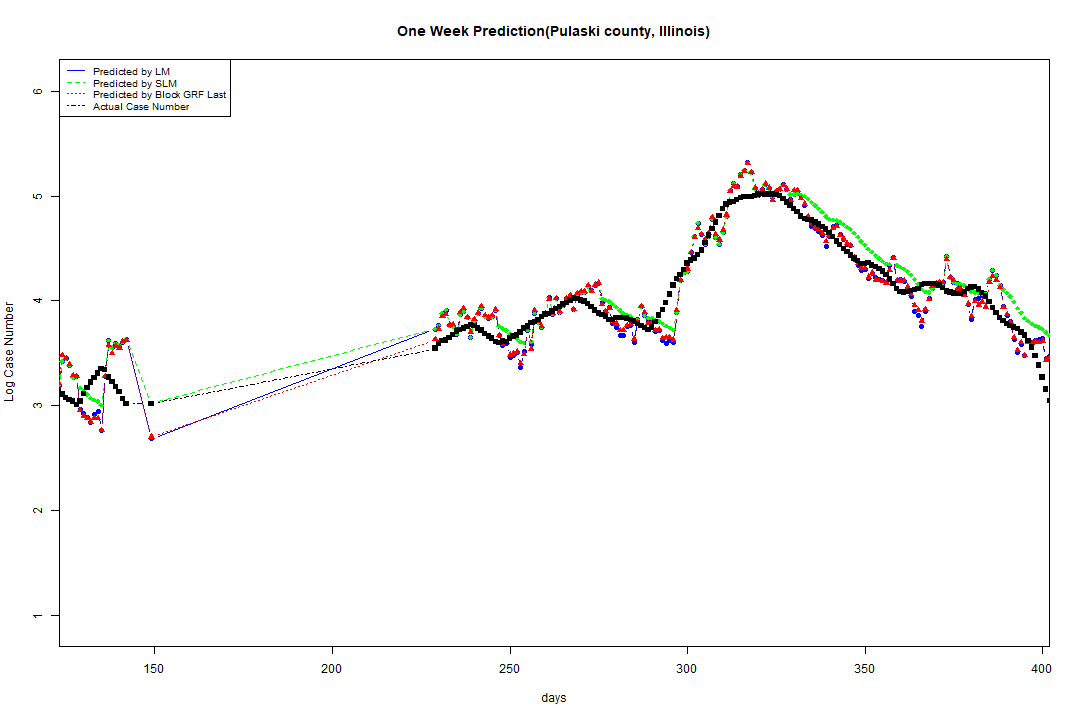 One Week Prediction(Pulaski county, Illinois)
Predicted by LM
Predicted by SLM
Predicted by Block GRF Last
Actual Case Number
6
5
4
3
2
1
Log Case Number
150 200 250 300 350 400
days